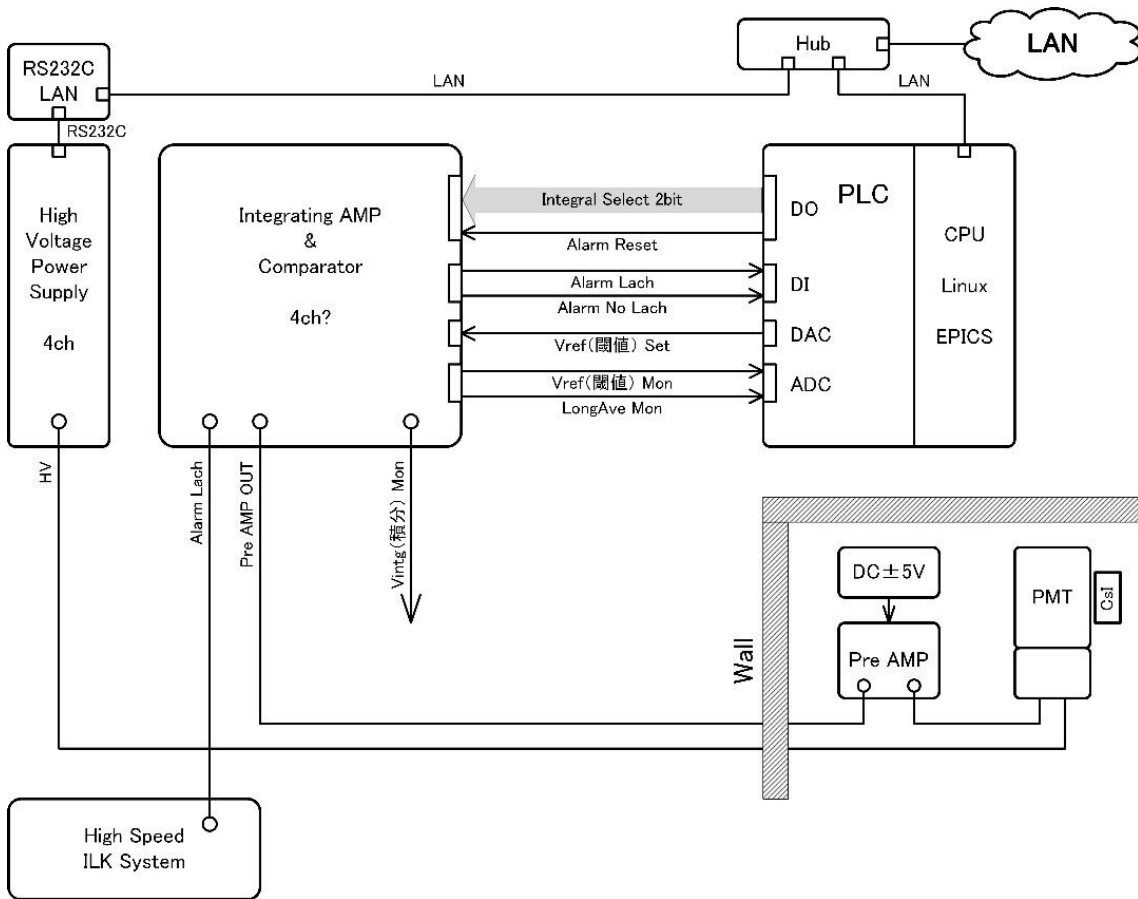 Hub
LAN
RS232C
LAN
LAN
LAN
RS232C
High
Voltage
Power
Supply
4ch
Integrating AMP
&
Comparator
4ch?
Integral Select 2bit
Alarm Reset
Alarm Lach
Alarm No Lach
Vref(閾値) Set
Vref(閾値) Mon
LongAve Mon
DO
PLC
DI
DAC
ADC
CPU
Linux
EPICS
HV
Alarm Lach
Pre AMP OUT
Vintg(積分) Mon
Wall
DC±5V
Pre AMP
PMT
CsI
High Speed
ILK System